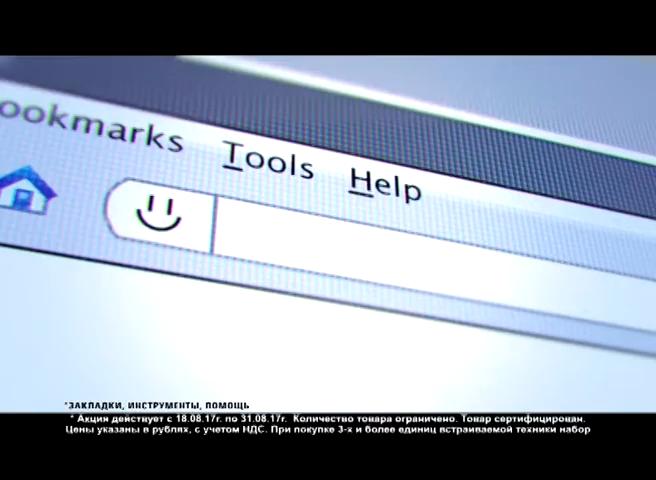 ookmarks Tools Help
*ЗАКЛАДКИ, ИНСТРУМЕНТЫ, ПОМОЩЬ
* Акция действует с 18.08.17г. по 31.08.17г. Количество товара ограничено. Товар сертифицирован.
Цены указаны в рублях, с учетом НДС. При покупке 3-х и более единиц встраиваемой техники набор